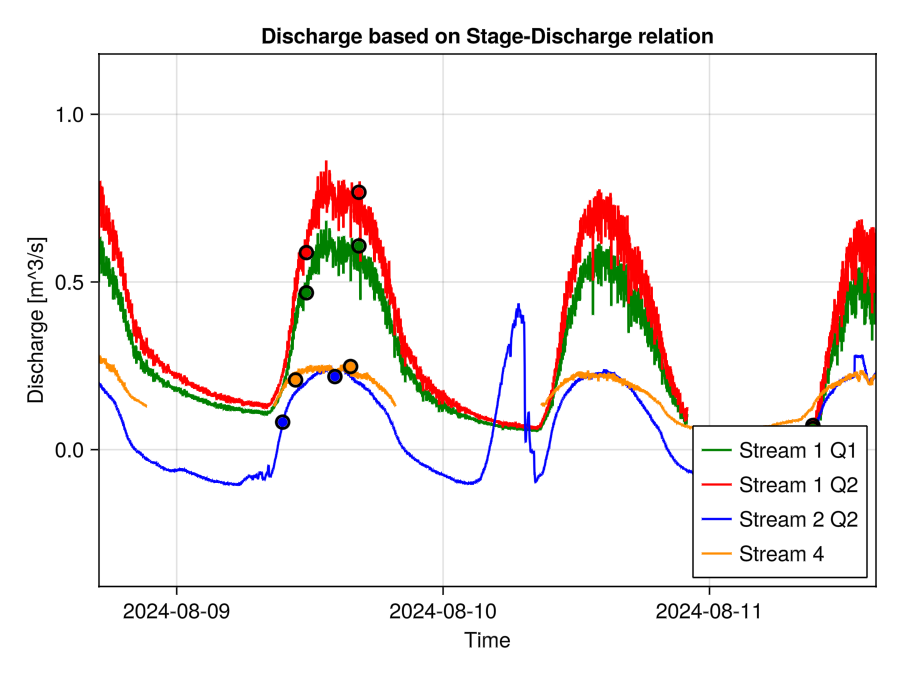 Discharge based on Stage-Discharge relation
Discharge [m^3/s]
1.0
0.5
0.0
Stream 1 Q1
Stream 1 Q2
Stream 2 Q2
Stream 4
2024-08-09
2024-08-10
2024-08-11
Time